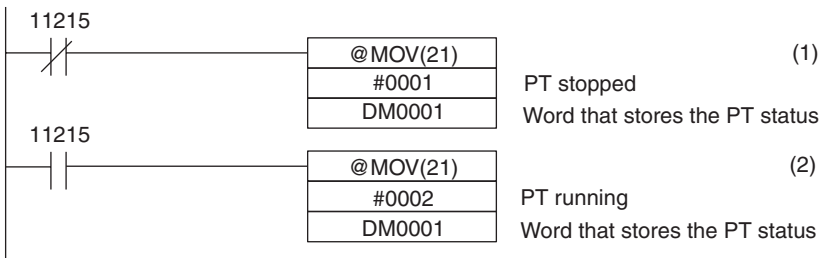 11215
@MOV(21) (1)
#0001 PT stopped
DM0001 Word that stores the PT status
11215
@MOV(21) (2)
#0002 PT running
DM0001 Word that stores the PT status